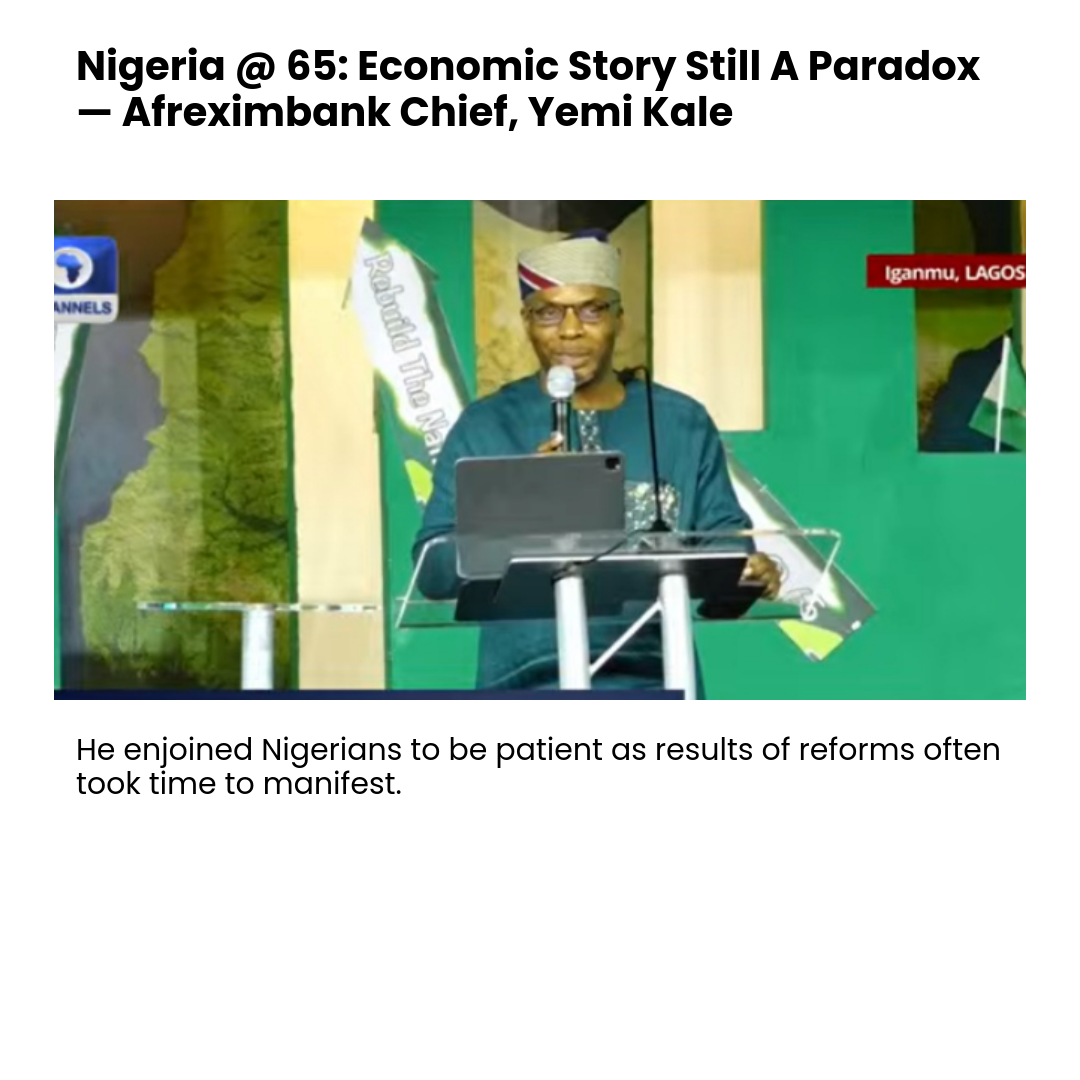 Nigeria @ 65: Economic Story Still A Paradox
— Afreximbank Chief, Yemi Kale
ANNELS
Iganmu, LAGOS
Rebuild The Na
He enjoined Nigerians to be patient as results of reforms often
took time to manifest.